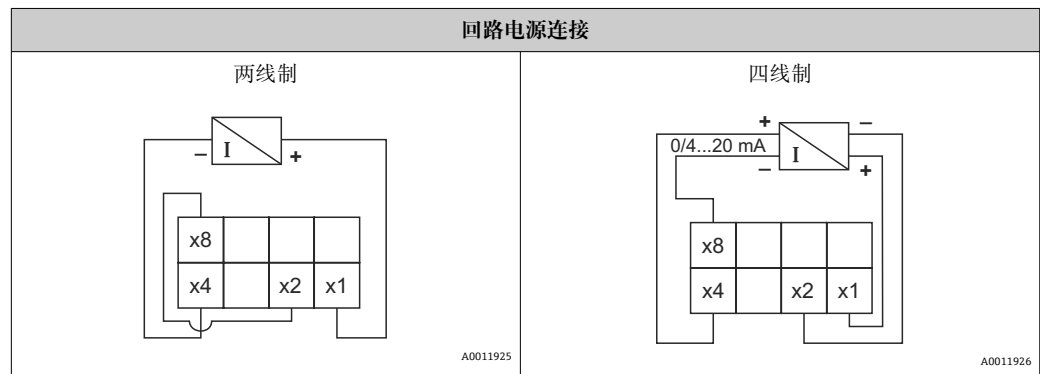 回路电源连接
两线制
I
– +
x8
x4 x2 x1
A0011925
四线制
+ –
0/4...20 mA
I
– +
x8
x4 x2 x1
A0011926